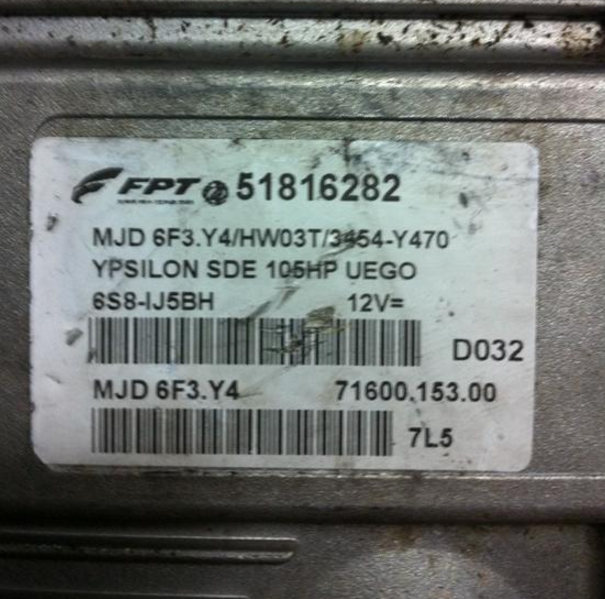 FPT 51816282
MJD 6F3.Y4/HW03T/3454-Y470
YPSILON SDE 105HP UEGO
6S8-IJ5BH 12V=
D032
MJD 6F3.Y4 71600.153.00
7L5